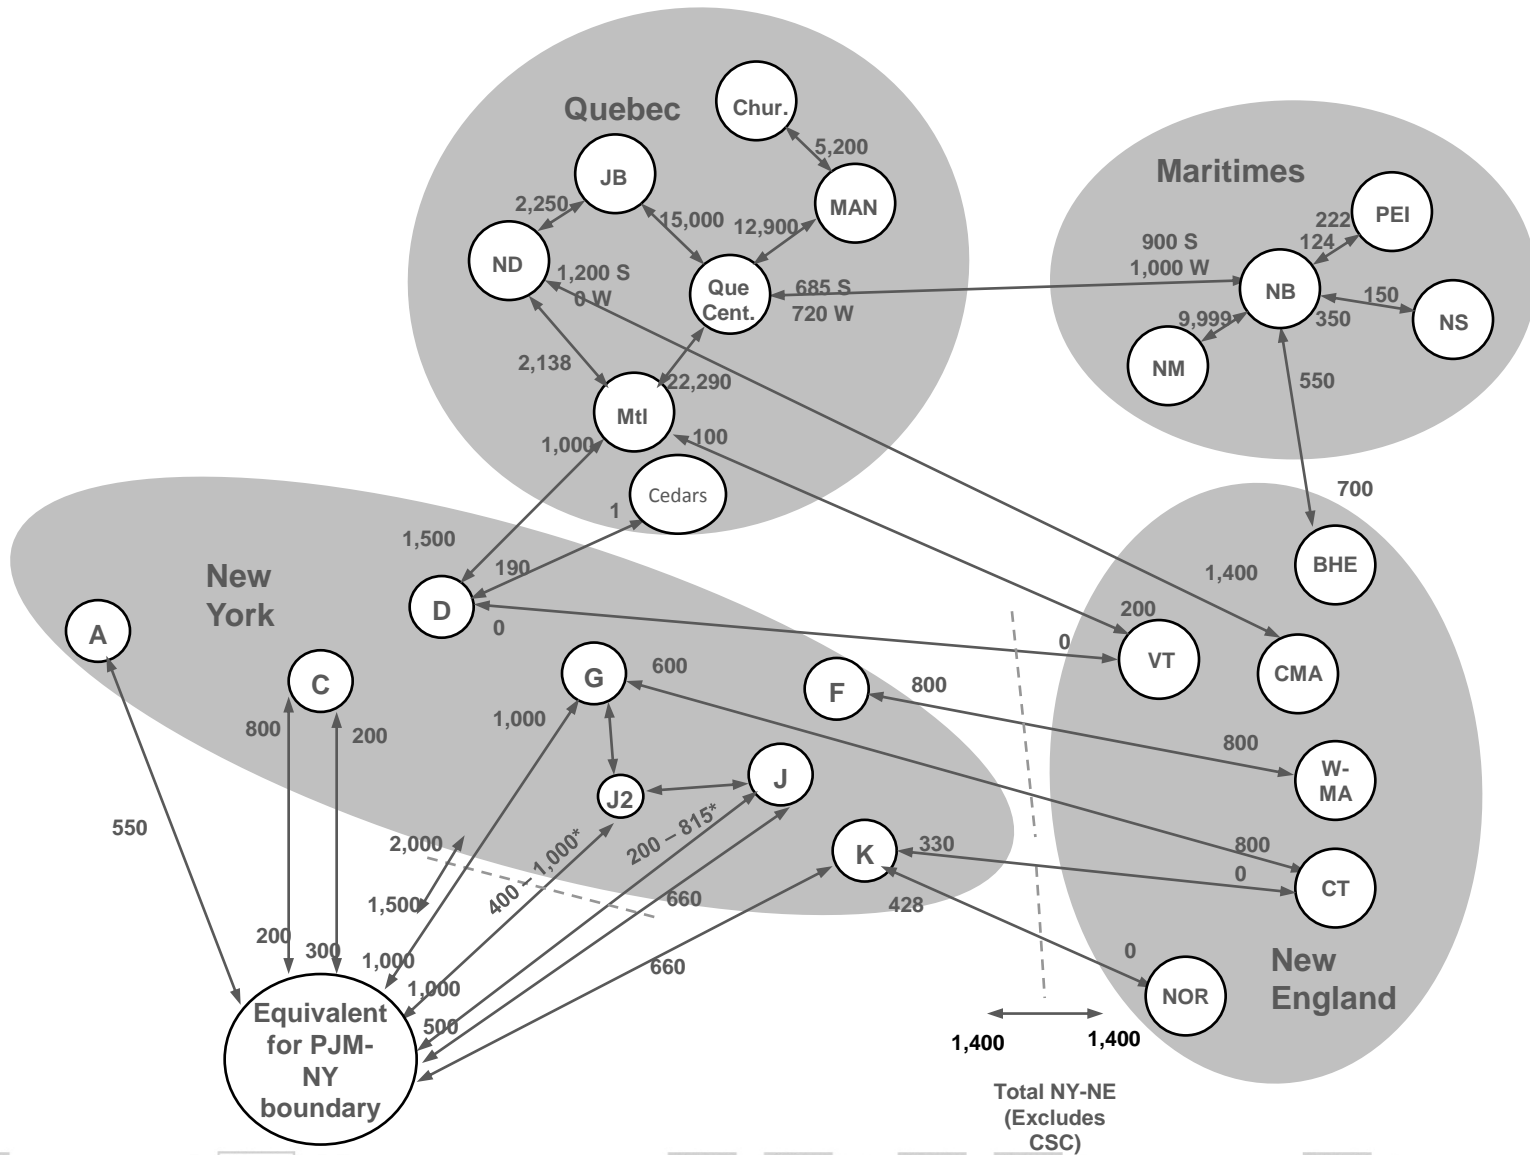 Quebec
Chur.
5,200
JB
MAN
2,250
15,000
12,900
ND
1,200 S
0 W
Que
Cent.
685 S
720 W
2,138
22,290
Mtl
1,000
100
Cedars
1
Maritimes
PEI
222
124
900 S
1,000 W
NB
150
350
NS
9,999
NM
550
700
New
York
1,500
190
D
0
A
C
800
200
G
600
1,000
F
800
J
J2
550
2,000
400 – 1,000*
200 – 815*
K
330
1,500
660
428
200
300
1,000
1,000
500
660
Equivalent
for PJM-
NY
boundary
BHE
1,400
200
0
VT
CMA
800
W-
MA
800
0
CT
0
NOR
New
England
1,400
1,400
Total NY-NE
(Excludes
CSC)